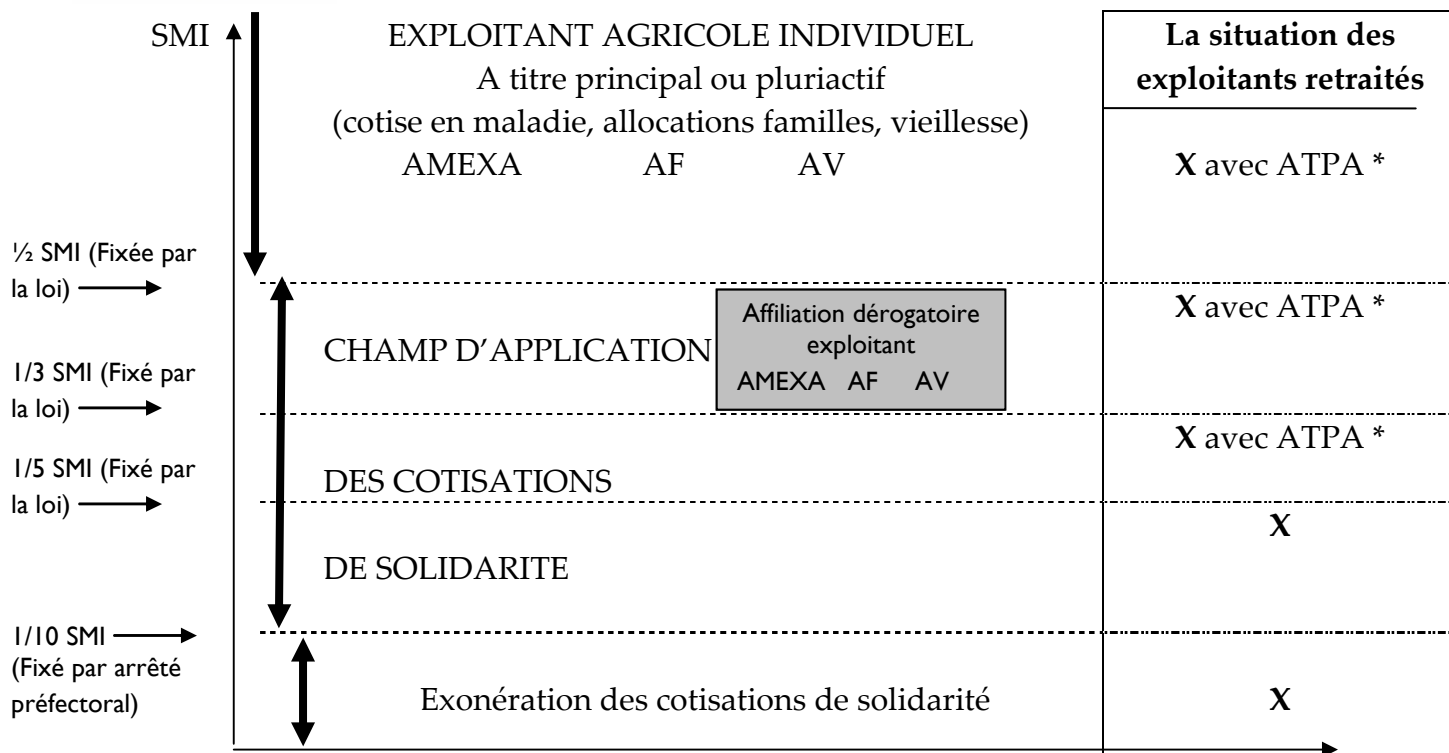 SMI
EXPLOITANT AGRICOLE INDIVIDUEL
A titre principal ou pluriactif
(cotise en maladie, allocations familles, vieillesse)
AMEXA AF AV
La situation des
exploitants retraités
X avec ATPA *
½ SMI (Fixée par
la loi)
CHAMP D'APPLICATION
Affiliation dérogatoire
exploitant
AMEXA AF AV
X avec ATPA *
1/3 SMI (Fixé par
la loi)
X avec ATPA *
1/5 SMI (Fixé par
la loi)
DES COTISATIONS
X
DE SOLIDARITE
1/10 SMI
(Fixé par arrêté
préfectoral)
Exonération des cotisations de solidarité
X